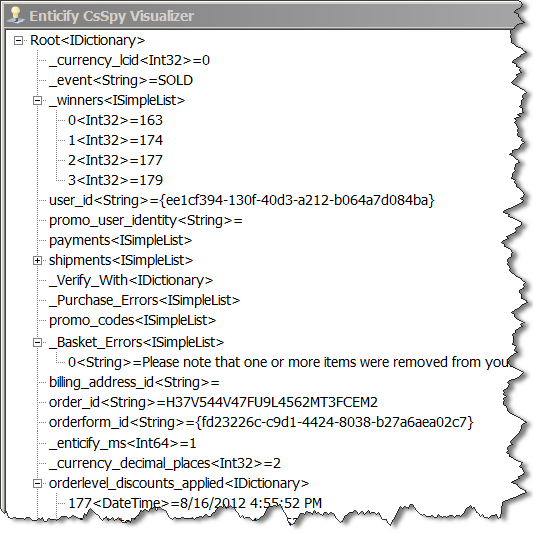 Enticify CsSpy Visualizer
Root<IDictionary>
_currency_lcid<Int32>=0
_event<String>=SOLD
_winners<ISimpleList>
0<Int32>=163
1<Int32>=174
2<Int32>=177
3<Int32>=179
user_id<String>={ee1cf394-130f-40d3-a212-b064a7d084ba}
promo_user_identity<String>=
payments<ISimpleList>
shipments<ISimpleList>
_Verify_With<IDictionary>
_Purchase_Errors<ISimpleList>
promo_codes<ISimpleList>
_Basket_Errors<ISimpleList>
0<String>=Please note that one or more items were removed from you
billing_address_id<String>=
order_id<String>=H37V544V47FU9L4562MT3FCEM2
orderform_id<String>={fd23226c-c9d1-4424-8038-b27a6aea02c7}
_enticify_ms<Int64>=1
_currency_decimal_places<Int32>=2
orderlevel_discounts_applied<IDictionary>
177<DateTime>=8/16/2012 4:55:52 PM